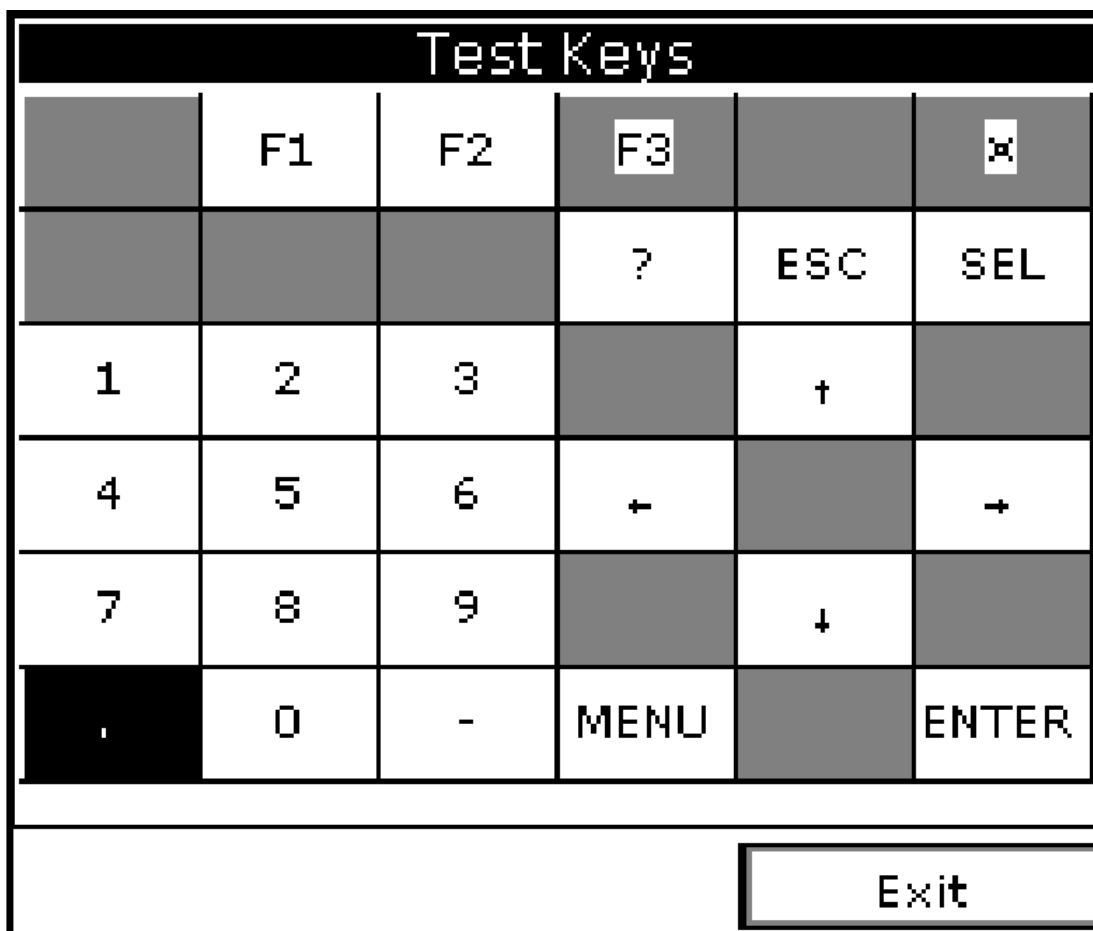 Test Keys
F1 F2 F3 ¤
? ESC SEL
1 2 3 ↑
4 5 6 ← →
7 8 9 ↓
. 0 - MENU ENTER
Exit